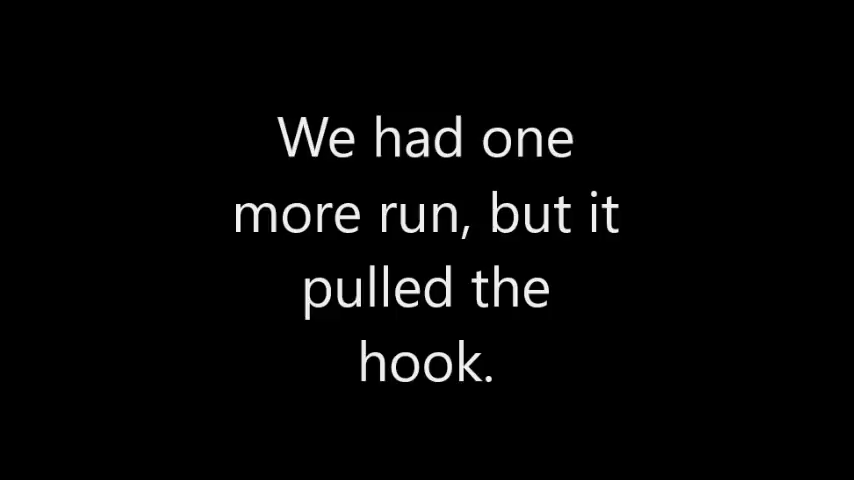 We had one
more run, but it
pulled the
hook.